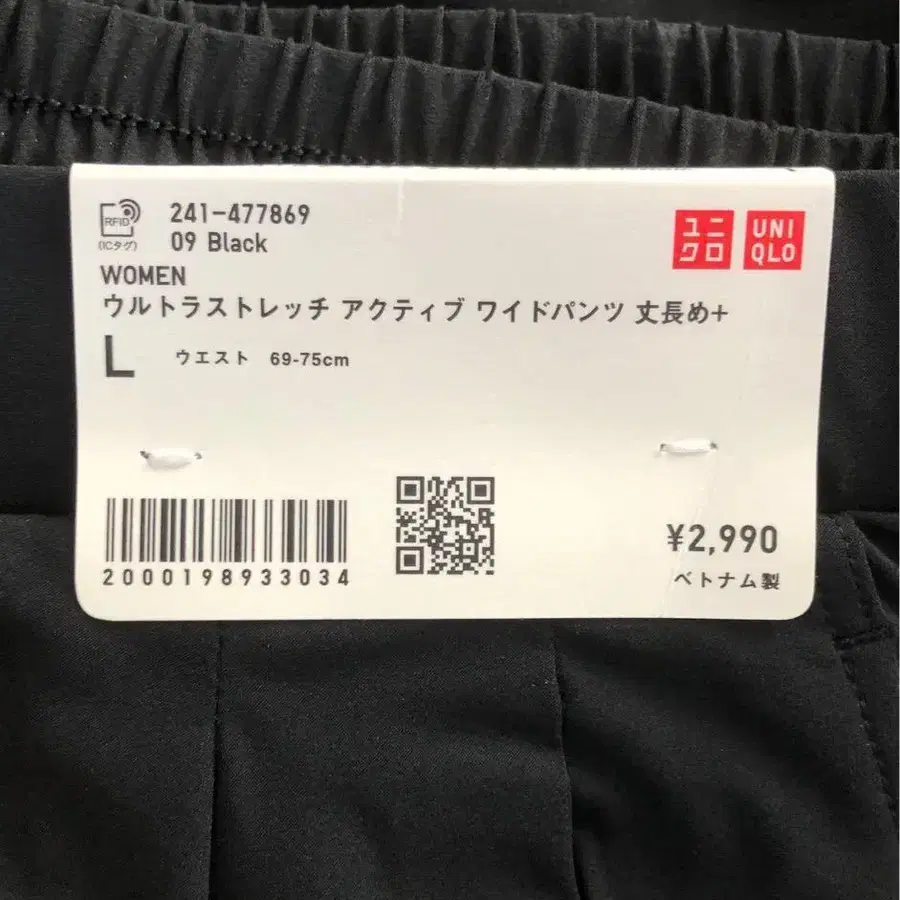 RFID
(ICタグ)
241-477869
09 Black
ユニ
クロ
UNI
QLO
WOMEN
ウルトラストレッチ アクティブ ワイドパンツ 丈長め+
L ウエスト 69-75cm
2000198933034
¥2,990
ベトナム製